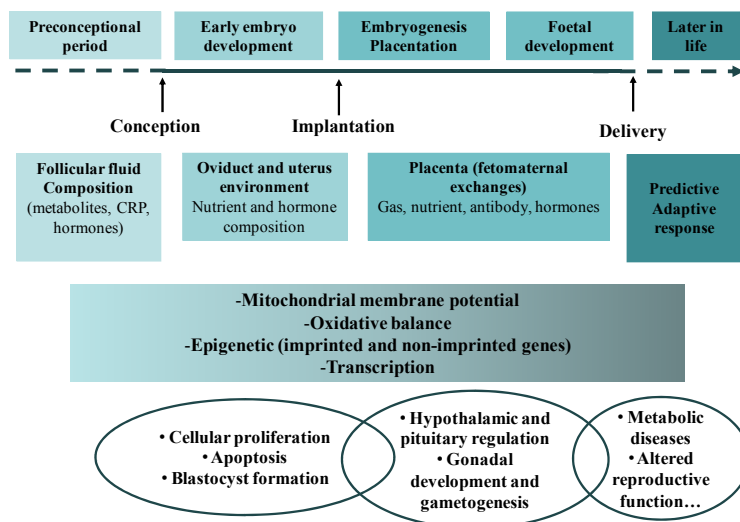 Preconceptional
period
Early embryo
development
Embryogenesis
Placentation
Foetal
development
Later in
life
Conception
Implantation
Delivery
Follicular fluid
Composition
(metabolites, CRP,
hormones)
Oviduct and uterus
environment
Nutrient and hormone
composition
Placenta (fetomaternal
exchanges)
Gas, nutrient, antibody, hormones
Predictive
Adaptive
response
-Mitochondrial membrane potential
-Oxidative balance
-Epigenetic (imprinted and non-imprinted genes)
-Transcription
• Cellular proliferation
• Apoptosis
• Blastocyst formation
• Hypothalamic and
pituitary regulation
• Gonadal
development and
gametogenesis
• Metabolic
diseases
• Altered
reproductive
function…